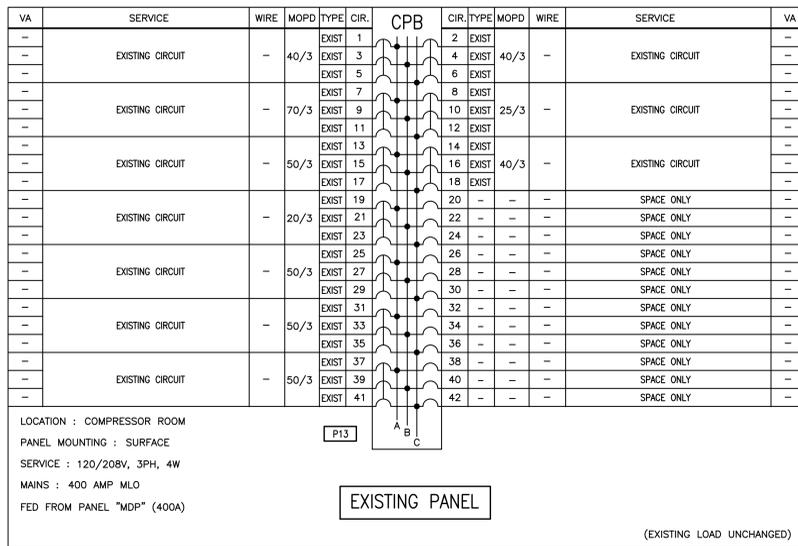 VA SERVICE WIRE MOPD TYPE CIR. CPB CIR. TYPE MOPD WIRE SERVICE VA
– EXIST 1 2 EXIST –
– EXISTING CIRCUIT – 40/3 EXIST 3 4 EXIST 40/3 – EXISTING CIRCUIT –
– EXIST 5 6 EXIST –
– EXIST 7 8 EXIST –
– EXISTING CIRCUIT – 70/3 EXIST 9 10 EXIST 25/3 – EXISTING CIRCUIT –
– EXIST 11 12 EXIST –
– EXIST 13 14 EXIST –
– EXISTING CIRCUIT – 50/3 EXIST 15 16 EXIST 40/3 – EXISTING CIRCUIT –
– EXIST 17 18 EXIST –
– EXIST 19 20 – – – SPACE ONLY –
– EXISTING CIRCUIT – 20/3 EXIST 21 22 – – – SPACE ONLY –
– EXIST 23 24 – – – SPACE ONLY –
– EXIST 25 26 – – – SPACE ONLY –
– EXISTING CIRCUIT – 50/3 EXIST 27 28 – – – SPACE ONLY –
– EXIST 29 30 – – – SPACE ONLY –
– EXIST 31 32 – – – SPACE ONLY –
– EXISTING CIRCUIT – 50/3 EXIST 33 34 – – – SPACE ONLY –
– EXIST 35 36 – – – SPACE ONLY –
– EXIST 37 38 – – – SPACE ONLY –
– EXISTING CIRCUIT – 50/3 EXIST 39 40 – – – SPACE ONLY –
– EXIST 41 42 – – – SPACE ONLY –
A B C
P13
LOCATION : COMPRESSOR ROOM
PANEL MOUNTING : SURFACE
SERVICE : 120/208V, 3PH, 4W
MAINS : 400 AMP MLO
FED FROM PANEL "MDP" (400A)
EXISTING PANEL
(EXISTING LOAD UNCHANGED)